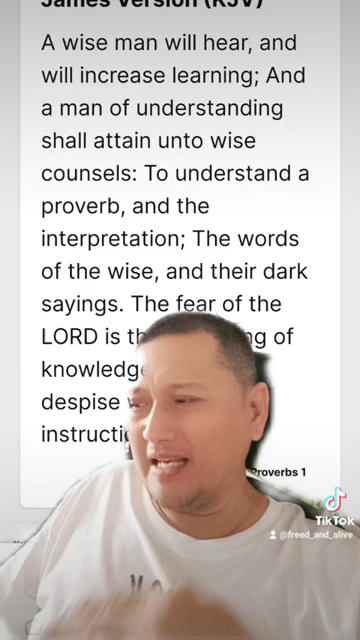 James Version (KJV)
A wise man will hear, and
will increase learning; And
a man of understanding
shall attain unto wise
counsels: To understand a
proverb, and the
interpretation; The words
of the wise, and their dark
sayings. The fear of the
LORD is
of
knowledge
despise
Proverbs 1
TikTok
@freed_and_alive